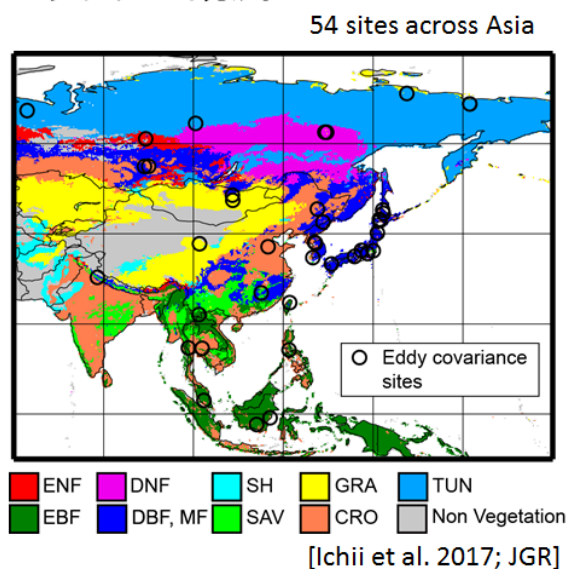 54 sites across Asia
Eddy covariance
sites
ENF DNF SH GRA TUN
EBF DBF, MF SAV CRO Non Vegetation
[Ichii et al. 2017; JGR]